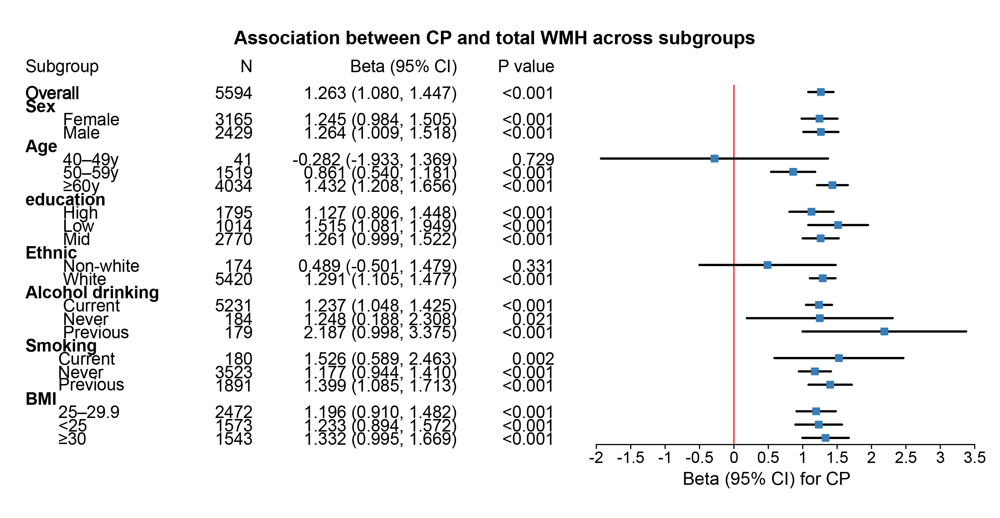 Association between CP and total WMH across subgroups
Subgroup N Beta (95% CI) P value
Overall 5594 1.263 (1.080, 1.447) <0.001
Sex
Female 3165 1.245 (0.984, 1.505) <0.001
Male 2429 1.264 (1.009, 1.518) <0.001
Age
40–49y 41 -0.282 (-1.933, 1.369) 0.729
50–59y 1519 0.861 (0.540, 1.181) <0.001
≥60y 4034 1.432 (1.208, 1.656) <0.001
education
High 1795 1.127 (0.806, 1.448) <0.001
Low 1014 1.515 (1.081, 1.949) <0.001
Mid 2770 1.261 (0.999, 1.522) <0.001
Ethnic
Non-white 174 0.489 (-0.501, 1.479) 0.331
White 5420 1.291 (1.105, 1.477) <0.001
Alcohol drinking
Current 5231 1.237 (1.048, 1.425) <0.001
Never 184 1.248 (0.188, 2.308) 0.021
Previous 179 2.187 (0.998, 3.375) <0.001
Smoking
Current 180 1.526 (0.589, 2.463) 0.002
Never 3523 1.177 (0.944, 1.410) <0.001
Previous 1891 1.399 (1.085, 1.713) <0.001
BMI
25–29.9 2472 1.196 (0.910, 1.482) <0.001
<25 1573 1.233 (0.894, 1.572) <0.001
≥30 1543 1.332 (0.995, 1.669) <0.001
-2 -1.5 -1 -0.5 0 0.5 1 1.5 2 2.5 3 3.5
Beta (95% CI) for CP